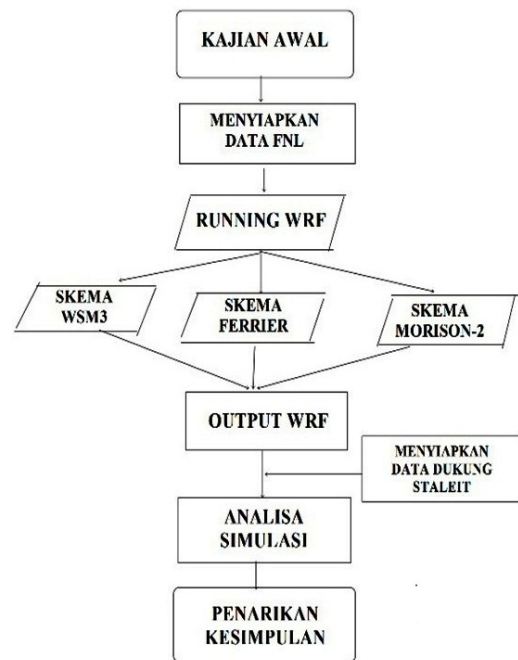 KAJIAN AWAL
MENYIAPKAN
DATA FNL
RUNNING WRF
SKEMA
WSM3
SKEMA
FERRIER
SKEMA
MORISON-2
OUTPUT WRF
MENYIAPKAN
DATA DUKUNG
STALEIT
ANALISA
SIMULASI
PENARIKAN
KESIMPULAN